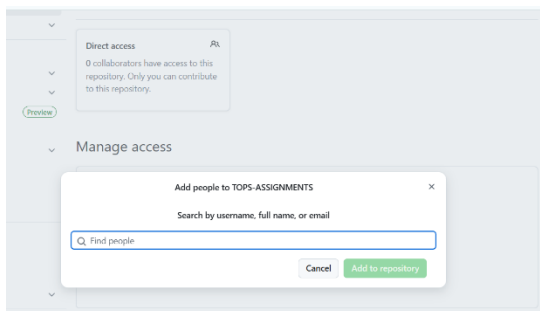 Direct access
0 collaborators have access to this
repository. Only you can contribute
to this repository.
Preview
Manage access
Add people to TOPS-ASSIGNMENTS
Search by username, full name, or email
Find people
Cancel
Add to repository